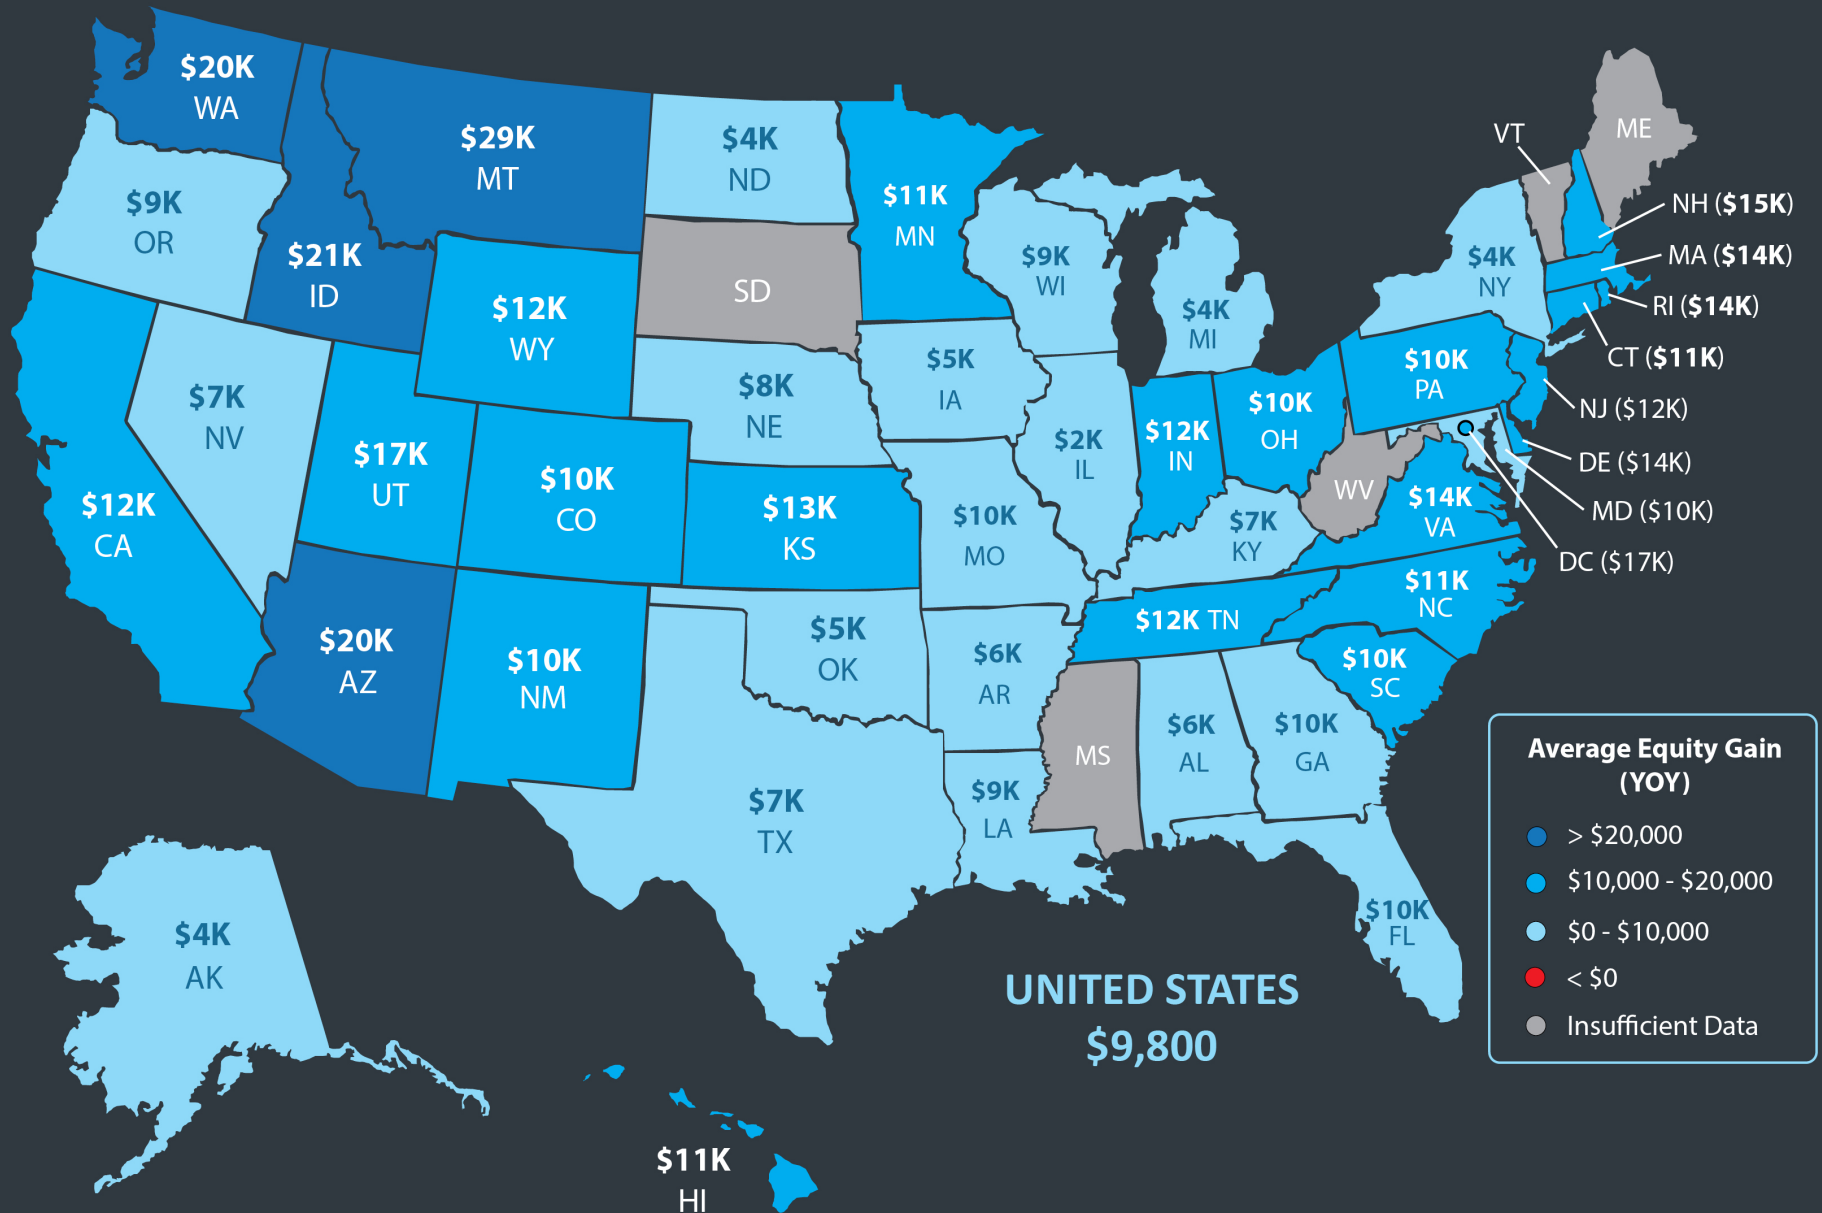 $20K
WA
$29K
MT
$4K
ND
$11K
MN
$9K
OR
$21K
ID
$12K
WY
SD
$9K
WI
$4K
MI
$4K
NY
VT
ME
NH ($15K)
MA ($14K)
RI ($14K)
CT ($11K)
NJ ($12K)
DE ($14K)
MD ($10K)
DC ($17K)
$7K
NV
$17K
UT
$8K
NE
$5K
IA
$2K
IL
$12K
IN
$10K
OH
$10K
PA
WV
$14K
VA
$12K
CA
$10K
CO
$13K
KS
$10K
MO
$7K
KY
$11K
NC
$12K TN
$10K
SC
$20K
AZ
$10K
NM
$5K
OK
$6K
AR
MS
$6K
AL
$10K
GA
$7K
TX
$9K
LA
$10K
FL
$4K
AK
$11K
HI
UNITED STATES
$9,800
Average Equity Gain
(YOY)
> $20,000
$10,000 - $20,000
$0 - $10,000
< $0
Insufficient Data